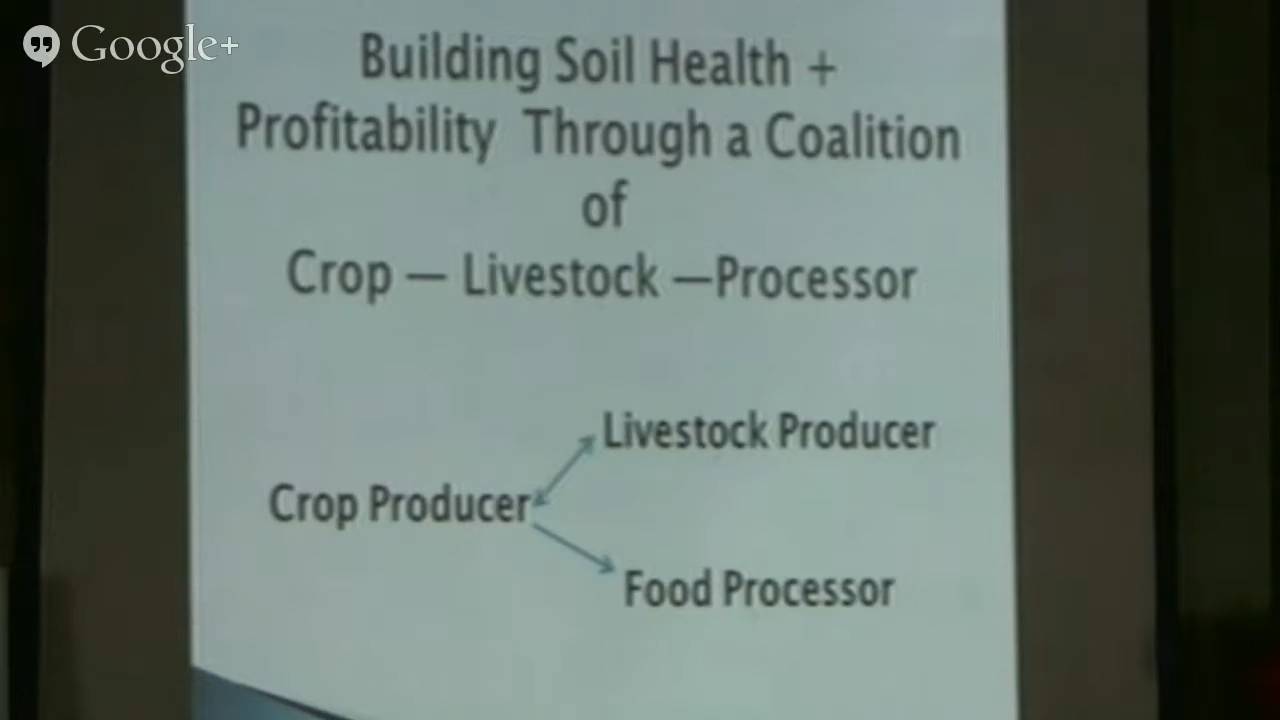 Google+
Building Soil Health +
Profitability Through a Coalition
of
Crop — Livestock —Processor
Livestock Producer
Crop Producer
Food Processor